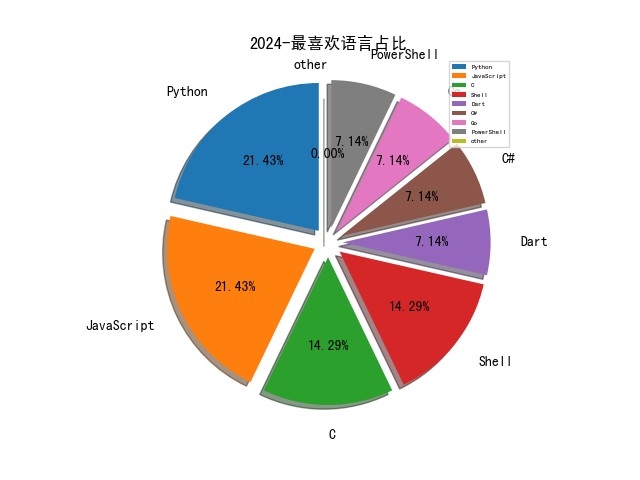 2024-最喜欢语言占比
other
PowerShell
Python
JavaScript
C
Shell
Dart
C#
21.43%
21.43%
14.29%
14.29%
7.14%
7.14%
7.14%
7.14%
0.00%
Python
JavaScript
C
Shell
Dart
C#
Go
PowerShell
other